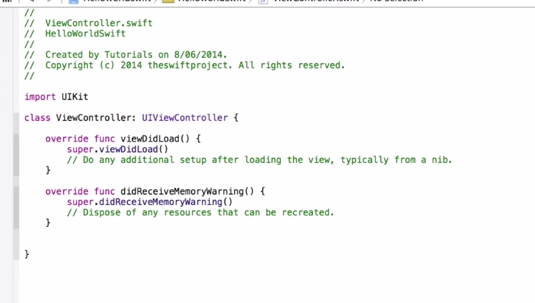 //
// ViewController.swift
// HelloWorldSwift
//
// Created by Tutorials on 8/06/2014.
// Copyright (c) 2014 theswiftproject. All rights reserved.
//
import UIKit
class ViewController: UIViewController {
override func viewDidLoad() {
super.viewDidLoad()
// Do any additional setup after loading the view, typically from a nib.
}
override func didReceiveMemoryWarning() {
super.didReceiveMemoryWarning()
// Dispose of any resources that can be recreated.
}
}